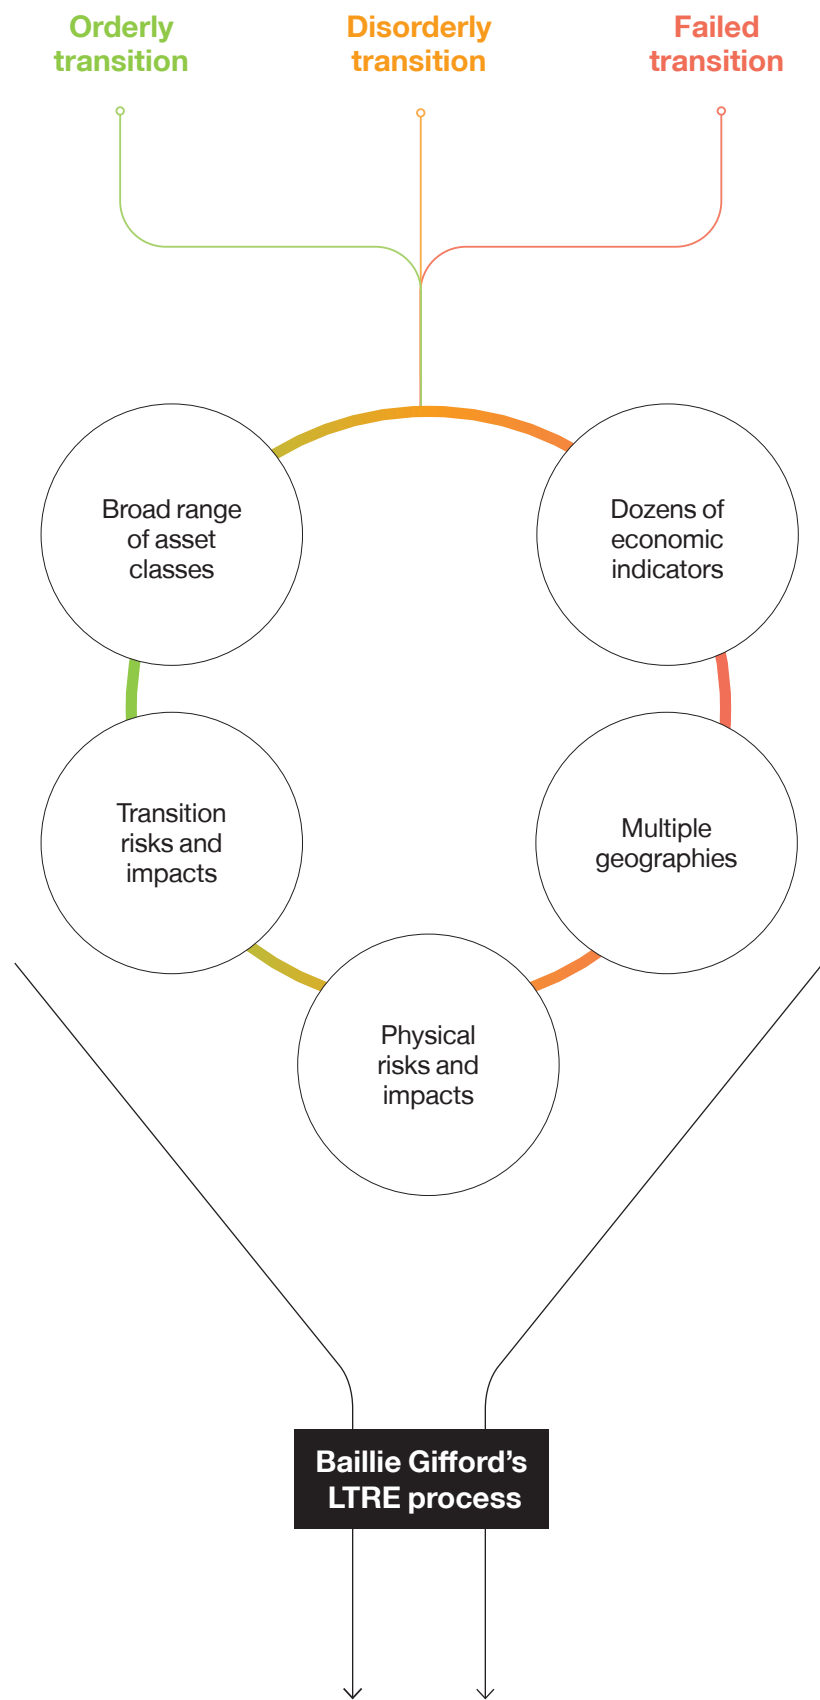 Orderly
transition
Disorderly
transition
Failed
transition
Broad range
of asset
classes
Dozens of
economic
indicators
Transition
risks and
impacts
Multiple
geographies
Physical
risks and
impacts
Baillie Gifford’s
LTRE process